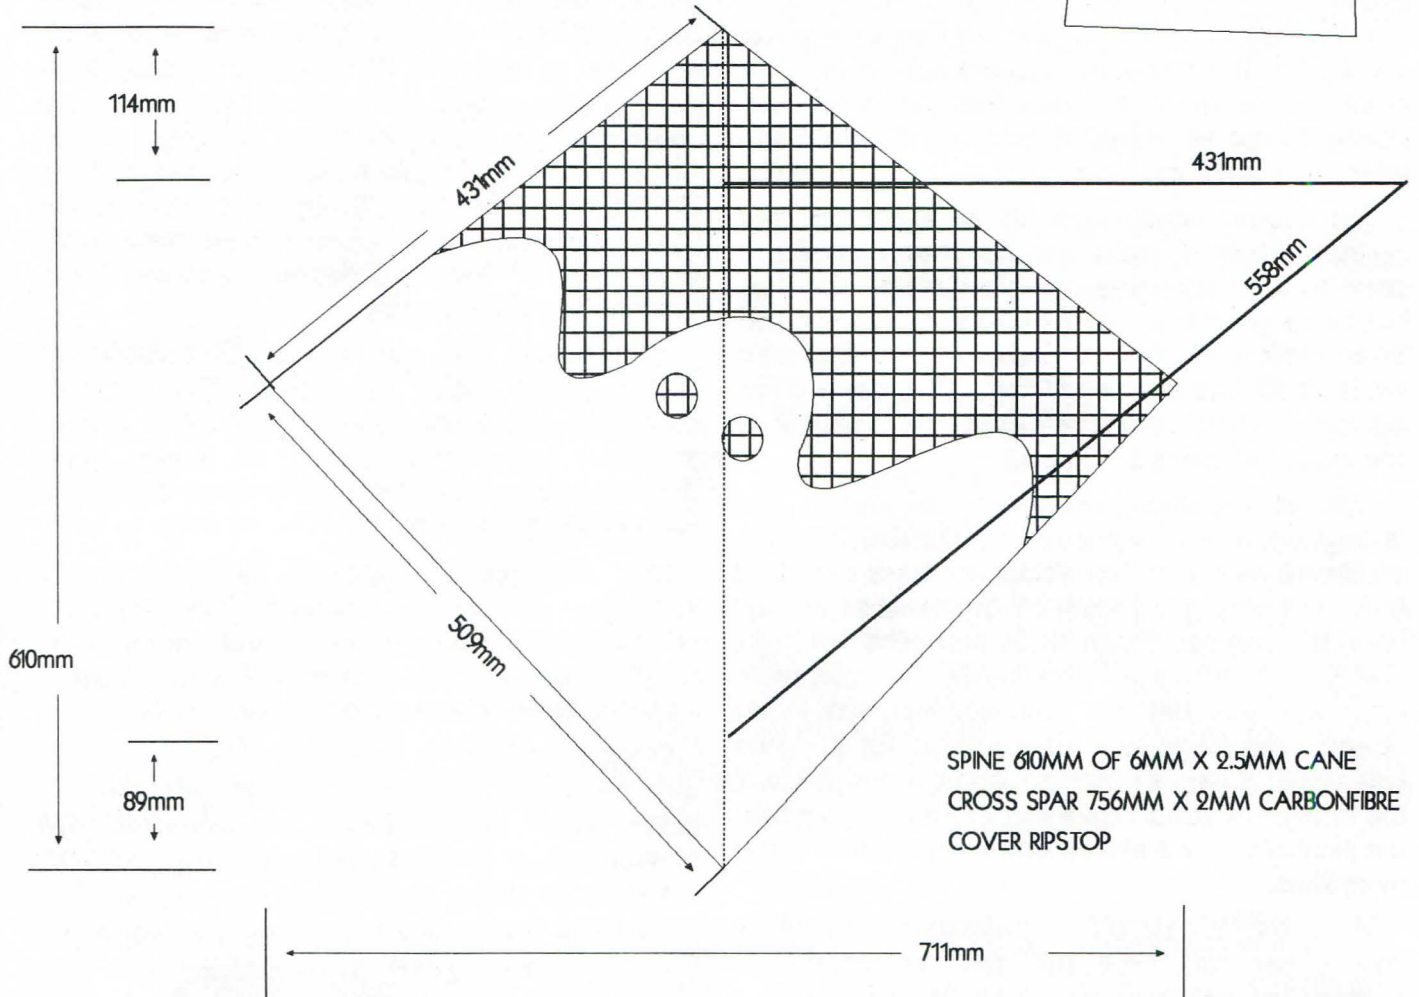 114mm
431mm
431mm
558mm
509mm
610mm
89mm
SPINE 610MM OF 6MM X 2.5MM CANE
CROSS SPAR 756MM X 2MM CARBONFIBRE
COVER RIPSTOP
711mm